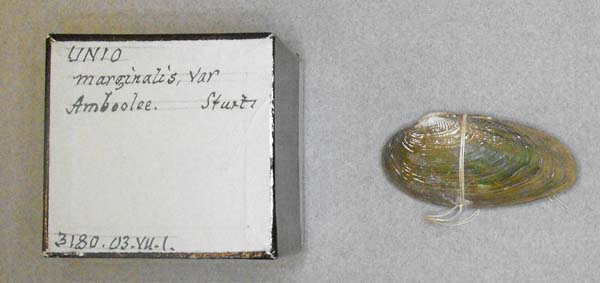 UNIO
marginalis, Var
Amboolee. Sturt,
3180.03.VII.1.